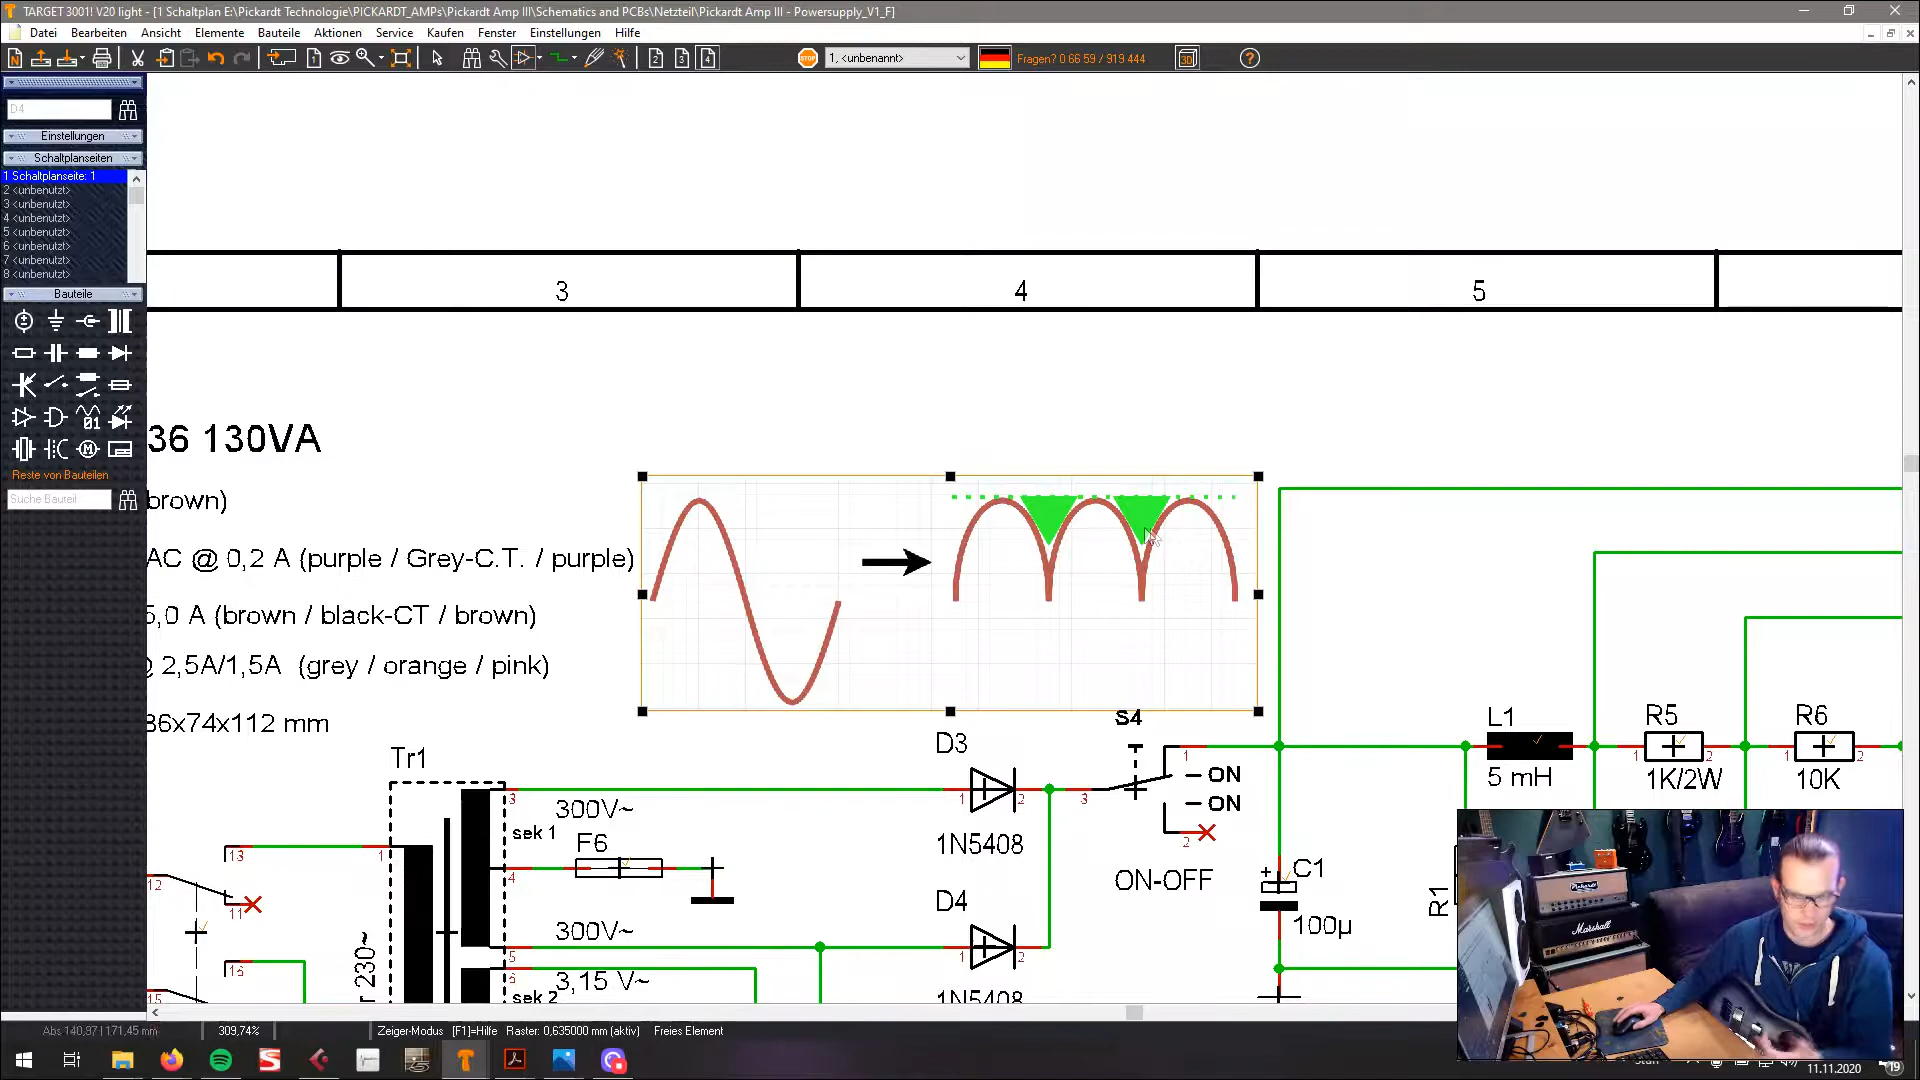 TARGET 3001! V20 light - [1 Schaltplan E:\Pickardt Technologie\PICKARDT_AMPs\Pickardt Amp III\Schematics and PCBs\Netzteil\Pickardt Amp III - Powersupply_V1_F]
Datei Bearbeiten Ansicht Elemente Bauteile Aktionen Service Kaufen Fenster Einstellungen Hilfe
1, <unbenannt>
Fragen? 0 66 59 / 919 444
D4
Einstellungen
Schaltplanseiten
1 Schaltplanseite: 1
2 <unbenutzt>
3 <unbenutzt>
4 <unbenutzt>
5 <unbenutzt>
6 <unbenutzt>
7 <unbenutzt>
8 <unbenutzt>
Bauteile
Reste von Bauteilen
Suche Bauteil
3 4 5
36 130VA
brown)
AC @ 0,2 A (purple / Grey-C.T. / purple)
5,0 A (brown / black-CT / brown)
@ 2,5A/1,5A (grey / orange / pink)
86x74x112 mm
Tr1
D3
S4
L1
R5
R6
5 mH
1K/2W
10K
300V~
sek 1
F6
1N5408
ON
ON
ON-OFF
D4
C1
100µ
R1
300V~
3,15 V~
sek 2
1N5408
230~
Pickardt
Marshall
Abs 140,97 | 171,45 mm
309,74%
Zeiger-Modus [F1]=Hilfe Raster: 0,635000 mm (aktiv) Freies Element
11.11.2020
19